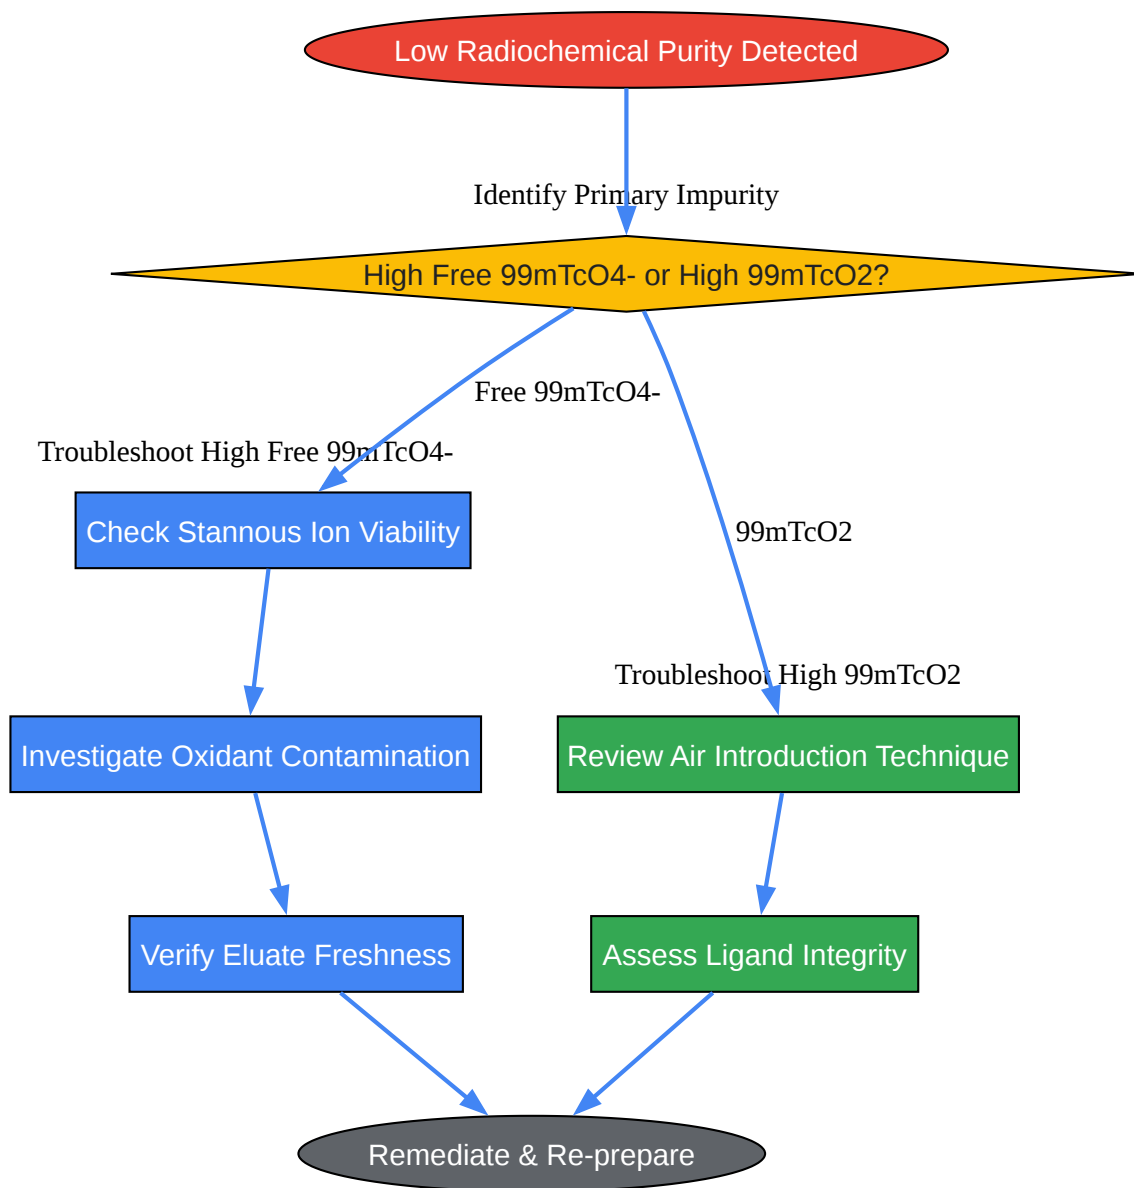 Low Radiochemical Purity Detected
Identify Primary Impurity
High Free 99mTcO4- or High 99mTcO2?
Free 99mTcO4-
Troubleshoot High Free 99mTcO4-
Check Stannous Ion Viability
99mTcO2
Troubleshoot High 99mTcO2
Investigate Oxidant Contamination
Review Air Introduction Technique
Verify Eluate Freshness
Assess Ligand Integrity
Remediate & Re-prepare